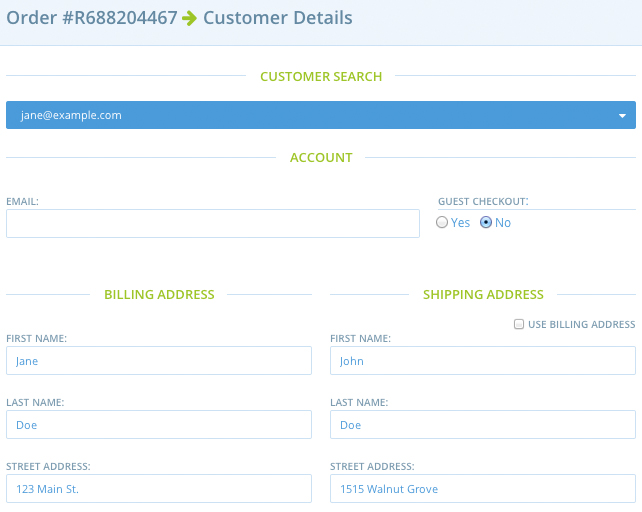 Order #R688204467 Customer Details
CUSTOMER SEARCH
jane@example.com
ACCOUNT
EMAIL:
GUEST CHECKOUT:
Yes No
BILLING ADDRESS
SHIPPING ADDRESS
USE BILLING ADDRESS
FIRST NAME:
FIRST NAME:
Jane
John
LAST NAME:
LAST NAME:
Doe
Doe
STREET ADDRESS:
STREET ADDRESS:
123 Main St.
1515 Walnut Grove